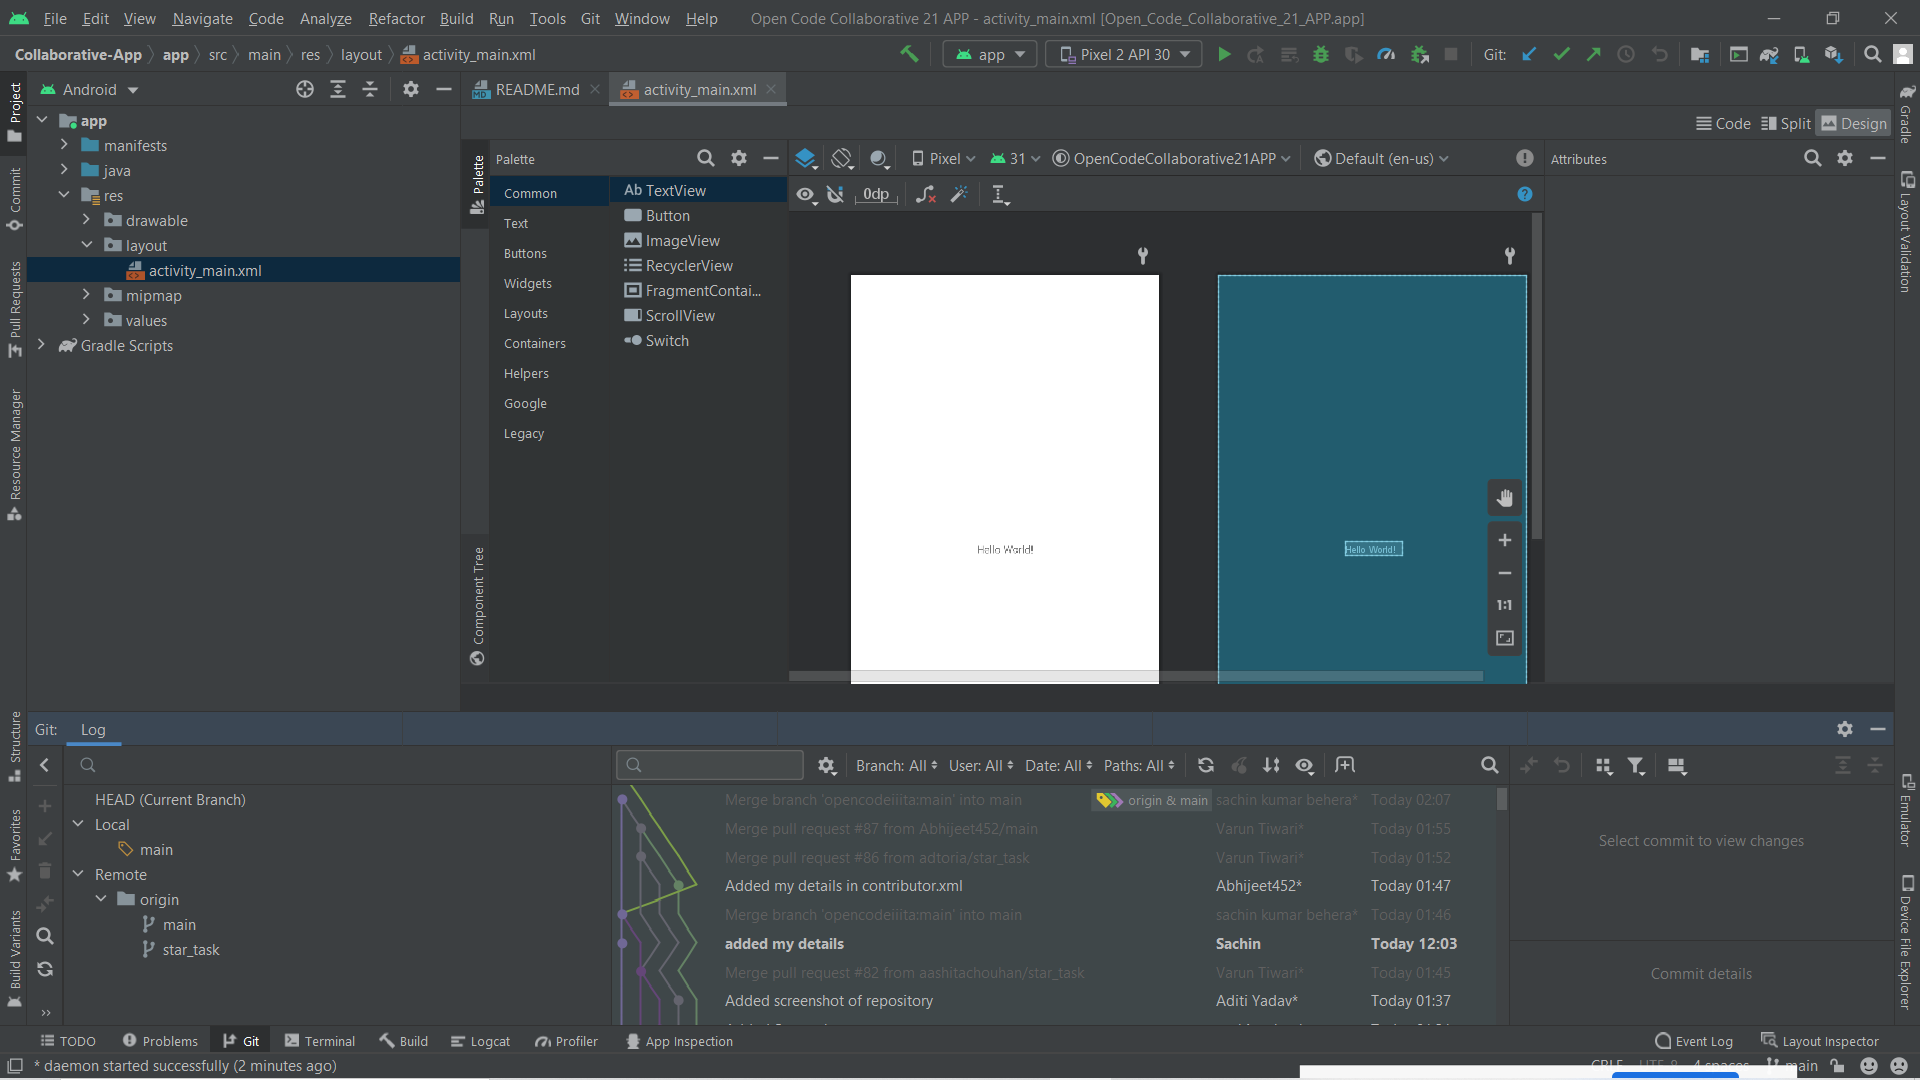 File Edit View Navigate Code Analyze Refactor Build Run Tools Git Window Help Open Code Collaborative 21 APP - activity_main.xml [Open_Code_Collaborative_21_APP.app]
Collaborative-App app src main res layout activity_main.xml app Pixel 2 API 30 Git:
Project
Commit
Pull Requests
Resource Manager
Structure
Favorites
Build Variants
Android
app
manifests
java
res
drawable
layout
activity_main.xml
mipmap
values
Gradle Scripts
README.md activity_main.xml
Code Split Design
Palette
Component Tree
Palette
Common
Text
Buttons
Widgets
Layouts
Containers
Helpers
Google
Legacy
Ab TextView
Button
ImageView
RecyclerView
FragmentContai...
ScrollView
Switch
Pixel 31 OpenCodeCollaborative21APP Default (en-us)
0dp
Hello World!
Hello World!
1:1
Attributes
Gradle
Layout Validation
Emulator
Device File Explorer
Git: Log
HEAD (Current Branch)
Local
main
Remote
origin
main
star_task
Branch: All User: All Date: All Paths: All
Merge branch 'opencodeiiita:main' into main origin & main sachin kumar behera* Today 02:07
Merge pull request #87 from Abhijeet452/main Varun Tiwari* Today 01:55
Merge pull request #86 from adtoria/star_task Varun Tiwari* Today 01:52
Added my details in contributor.xml Abhijeet452* Today 01:47
Merge branch 'opencodeiiita:main' into main sachin kumar behera* Today 01:46
added my details Sachin Today 12:03
Merge pull request #82 from aashitachouhan/star_task Varun Tiwari* Today 01:45
Added screenshot of repository Aditi Yadav* Today 01:37
Select commit to view changes
Commit details
TODO Problems Git Terminal Build Logcat Profiler App Inspection Event Log Layout Inspector
* daemon started successfully (2 minutes ago) main